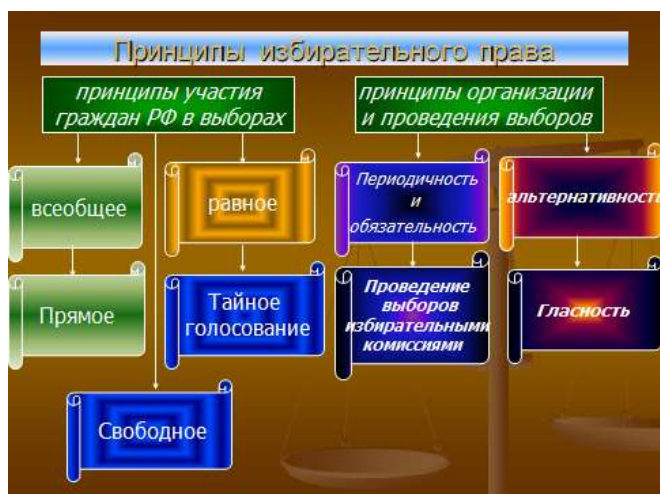 Принципы избирательного права
принципы участия
граждан РФ в выборах
принципы организации
и проведения выборов
всеобщее
равное
Периодичность
и
обязательность
альтернативность
Прямое
Тайное
голосование
Проведение
выборов
избирательными
комиссиями
Гласность
Свободное